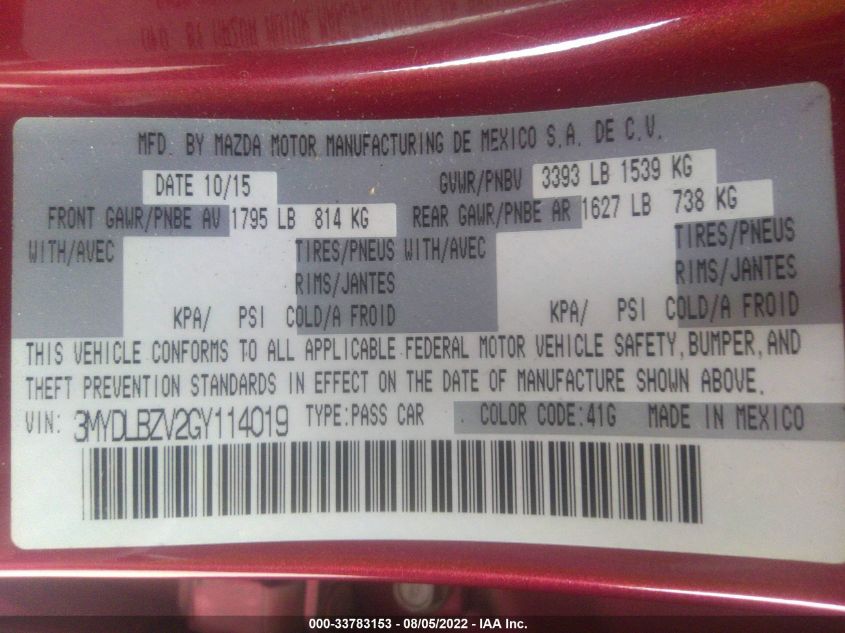 MFD. BY MAZDA MOTOR MANUFACTURING DE MEXICO S.A. DE C.V.
DATE 10/15 GVWR/PNBV 3393 LB 1539 KG
FRONT GAWR/PNBE AV 1795 LB 814 KG REAR GAWR/PNBE AR 1627 LB 738 KG
WITH/AVEC TIRES/PNEUS WITH/AVEC TIRES/PNEUS
RIMS/JANTES RIMS/JANTES
KPA/ PSI COLD/A FROID KPA/ PSI COLD/A FROID
THIS VEHICLE CONFORMS TO ALL APPLICABLE FEDERAL MOTOR VEHICLE SAFETY, BUMPER, AND
THEFT PREVENTION STANDARDS IN EFFECT ON THE DATE OF MANUFACTURE SHOWN ABOVE.
VIN: 3MYDLBZV2GY114019 TYPE:PASS CAR COLOR CODE:41G MADE IN MEXICO
000-33783153 - 08/05/2022 - IAA Inc.